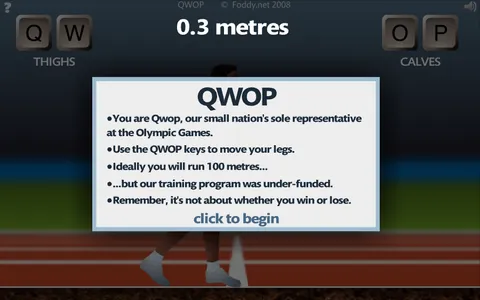 ? QWOP © Foddy.net 2008
Q W 0.3 metres O P
THIGHS CALVES
QWOP
•You are Qwop, our small nation's sole representative
at the Olympic Games.
•Use the QWOP keys to move your legs.
•Ideally you will run 100 metres...
•...but our training program was under-funded.
•Remember, it's not about whether you win or lose.
click to begin